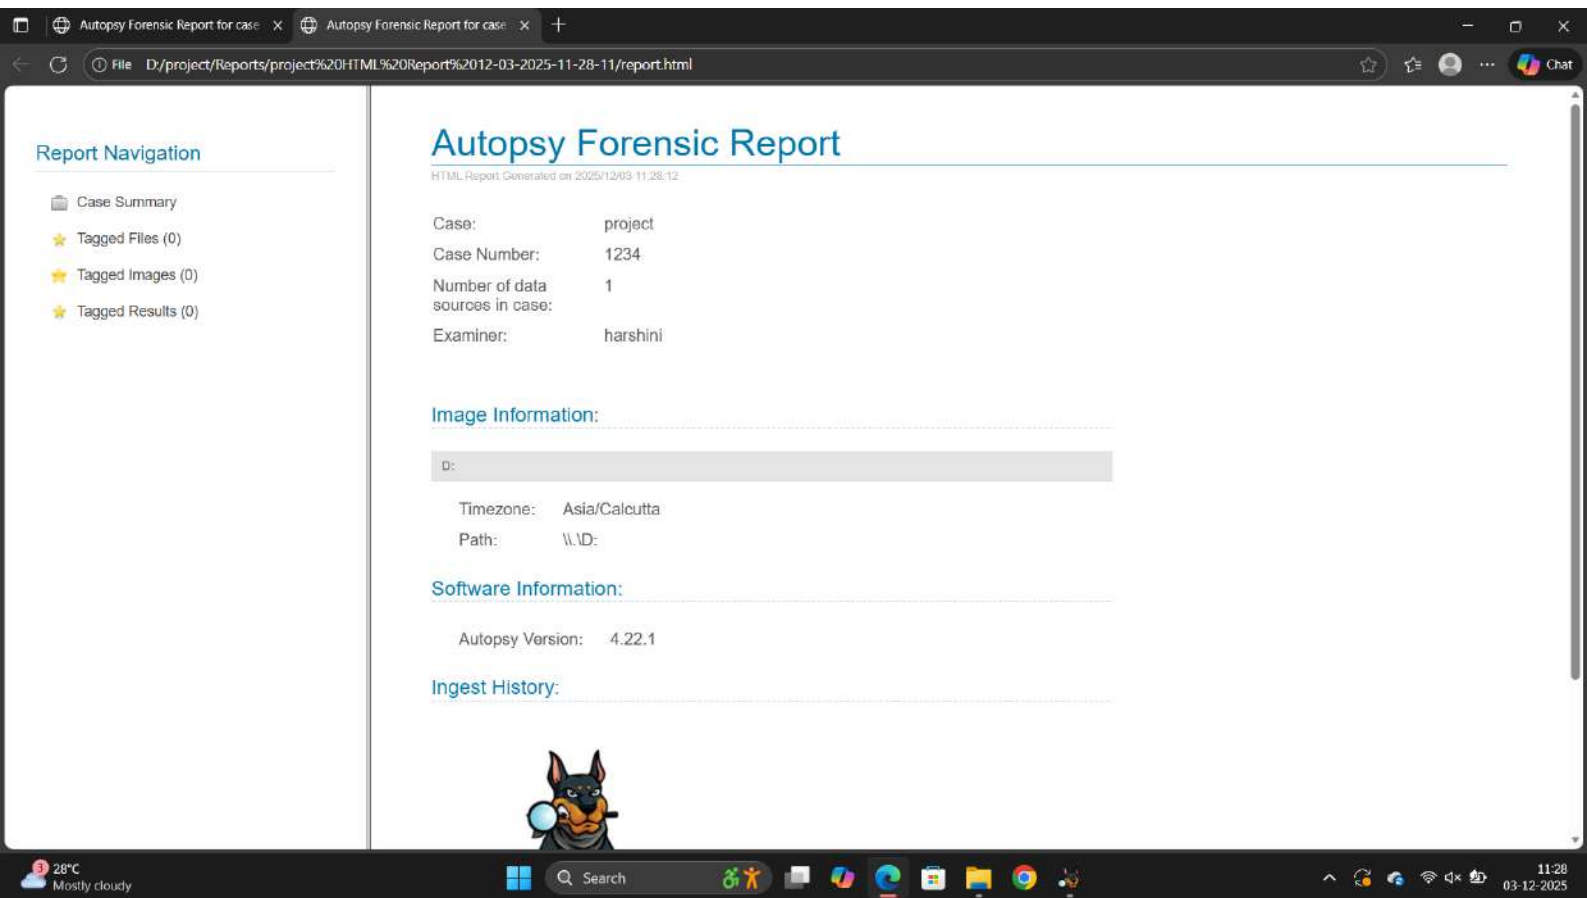 Autopsy Forensic Report for case
Autopsy Forensic Report for case
File D:/project/Reports/project%20HTML%20Report%2012-03-2025-11-28-11/report.html
Chat
Report Navigation
Case Summary
Tagged Files (0)
Tagged Images (0)
Tagged Results (0)
Autopsy Forensic Report
HTML Report Generated on 2025/12/03 11:28:12
Case: project
Case Number: 1234
Number of data 1
sources in case:
Examiner: harshini
Image Information:
D:
Timezone: Asia/Calcutta
Path: \\.\D:
Software Information:
Autopsy Version: 4.22.1
Ingest History:
3
28°C
Mostly cloudy
Search
11:28
03-12-2025